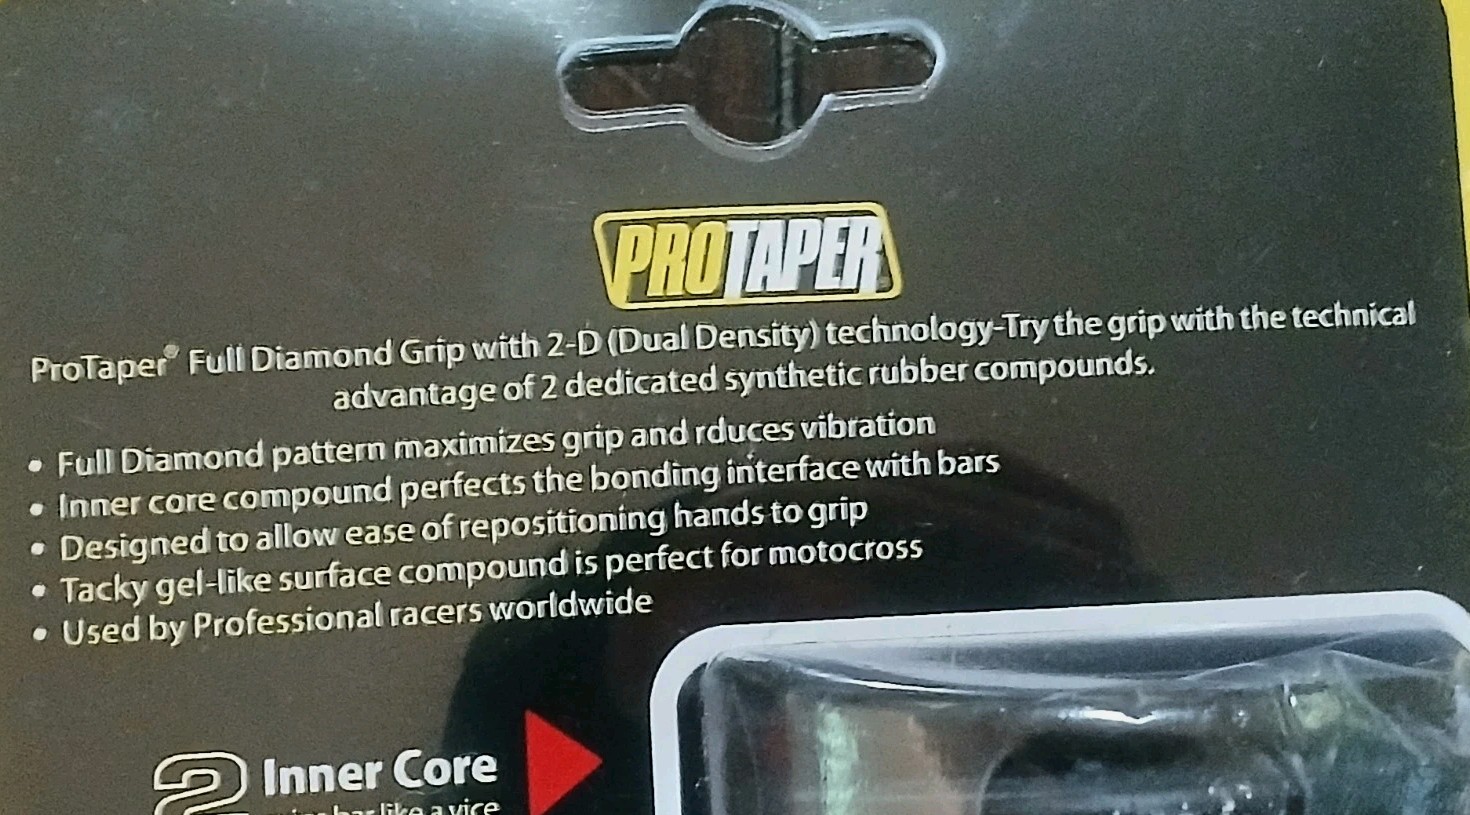 PROTAPER
ProTaper® Full Diamond Grip with 2-D (Dual Density) technology-Try the grip with the technical
advantage of 2 dedicated synthetic rubber compounds.
• Full Diamond pattern maximizes grip and rduces vibration
• Inner core compound perfects the bonding interface with bars
• Designed to allow ease of repositioning hands to grip
• Tacky gel-like surface compound is perfect for motocross
• Used by Professional racers worldwide
2 Inner Core
bar like a vice